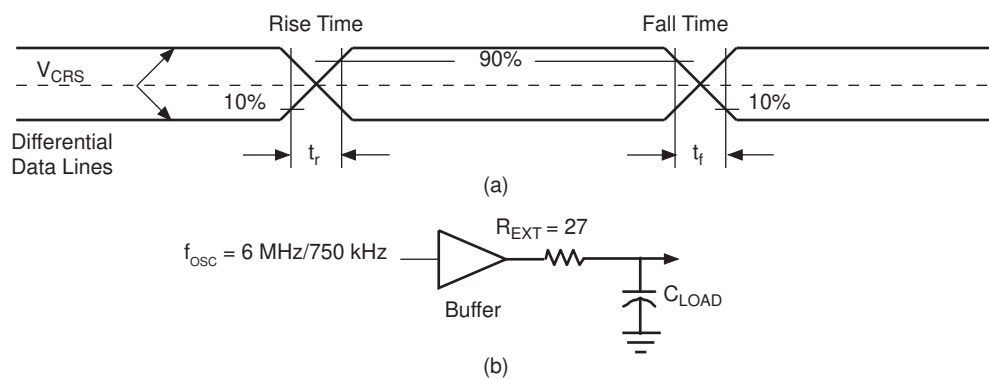 Rise Time
Fall Time
V_CRS
90%
10%
10%
Differential
Data Lines
t_r
t_f
(a)
R_EXT = 27
f_OSC = 6 MHz/750 kHz
C_LOAD
Buffer
(b)